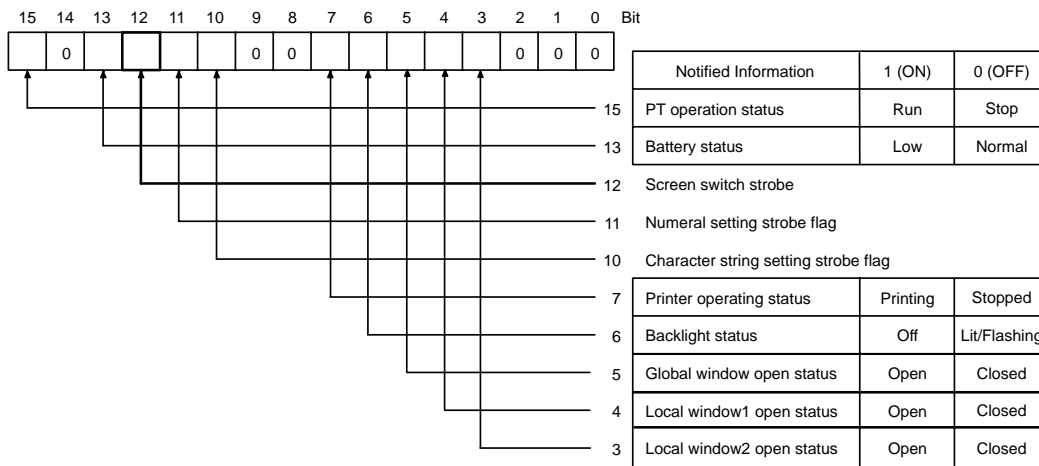 15 14 13 12 11 10 9 8 7 6 5 4 3 2 1 0 Bit
0 0 0 0 0 0
Notified Information 1 (ON) 0 (OFF)
15 PT operation status Run Stop
13 Battery status Low Normal
12 Screen switch strobe
11 Numeral setting strobe flag
10 Character string setting strobe flag
7 Printer operating status Printing Stopped
6 Backlight status Off Lit/Flashing
5 Global window open status Open Closed
4 Local window1 open status Open Closed
3 Local window2 open status Open Closed